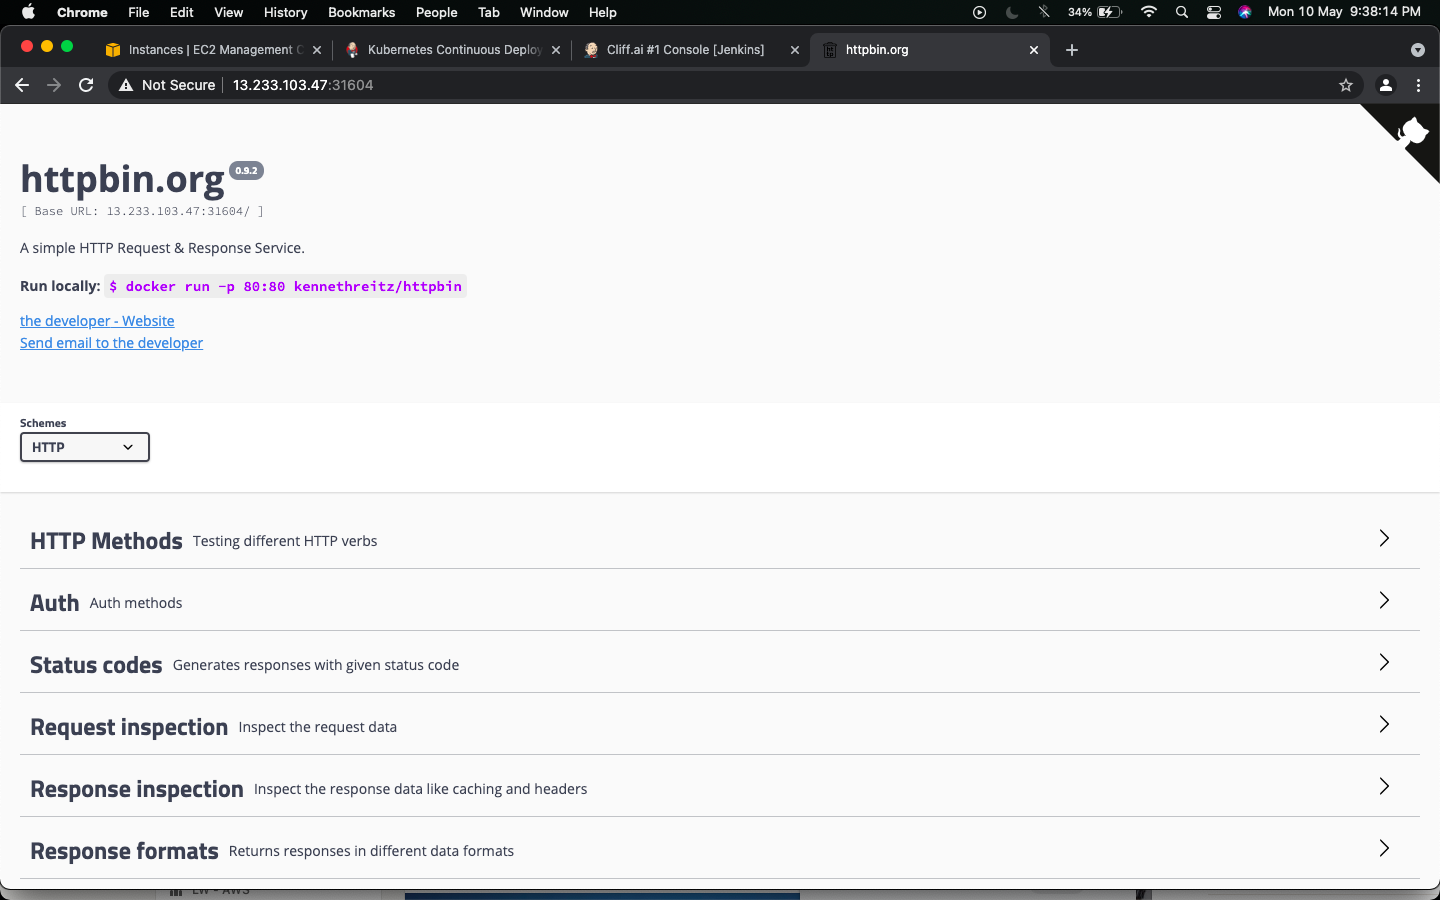 Chrome File Edit View History Bookmarks People Tab Window Help 34% Mon 10 May 9:38:14 PM
Instances | EC2 Management C Kubernetes Continuous Deploy Cliff.ai #1 Console [Jenkins] httpbin.org
Not Secure 13.233.103.47:31604
httpbin.org 0.9.2
[ Base URL: 13.233.103.47:31604/ ]
A simple HTTP Request & Response Service.
Run locally: $ docker run -p 80:80 kennethreitz/httpbin
the developer - Website
Send email to the developer
Schemes
HTTP
HTTP Methods Testing different HTTP verbs
Auth Auth methods
Status codes Generates responses with given status code
Request inspection Inspect the request data
Response inspection Inspect the response data like caching and headers
Response formats Returns responses in different data formats
LW - AWS